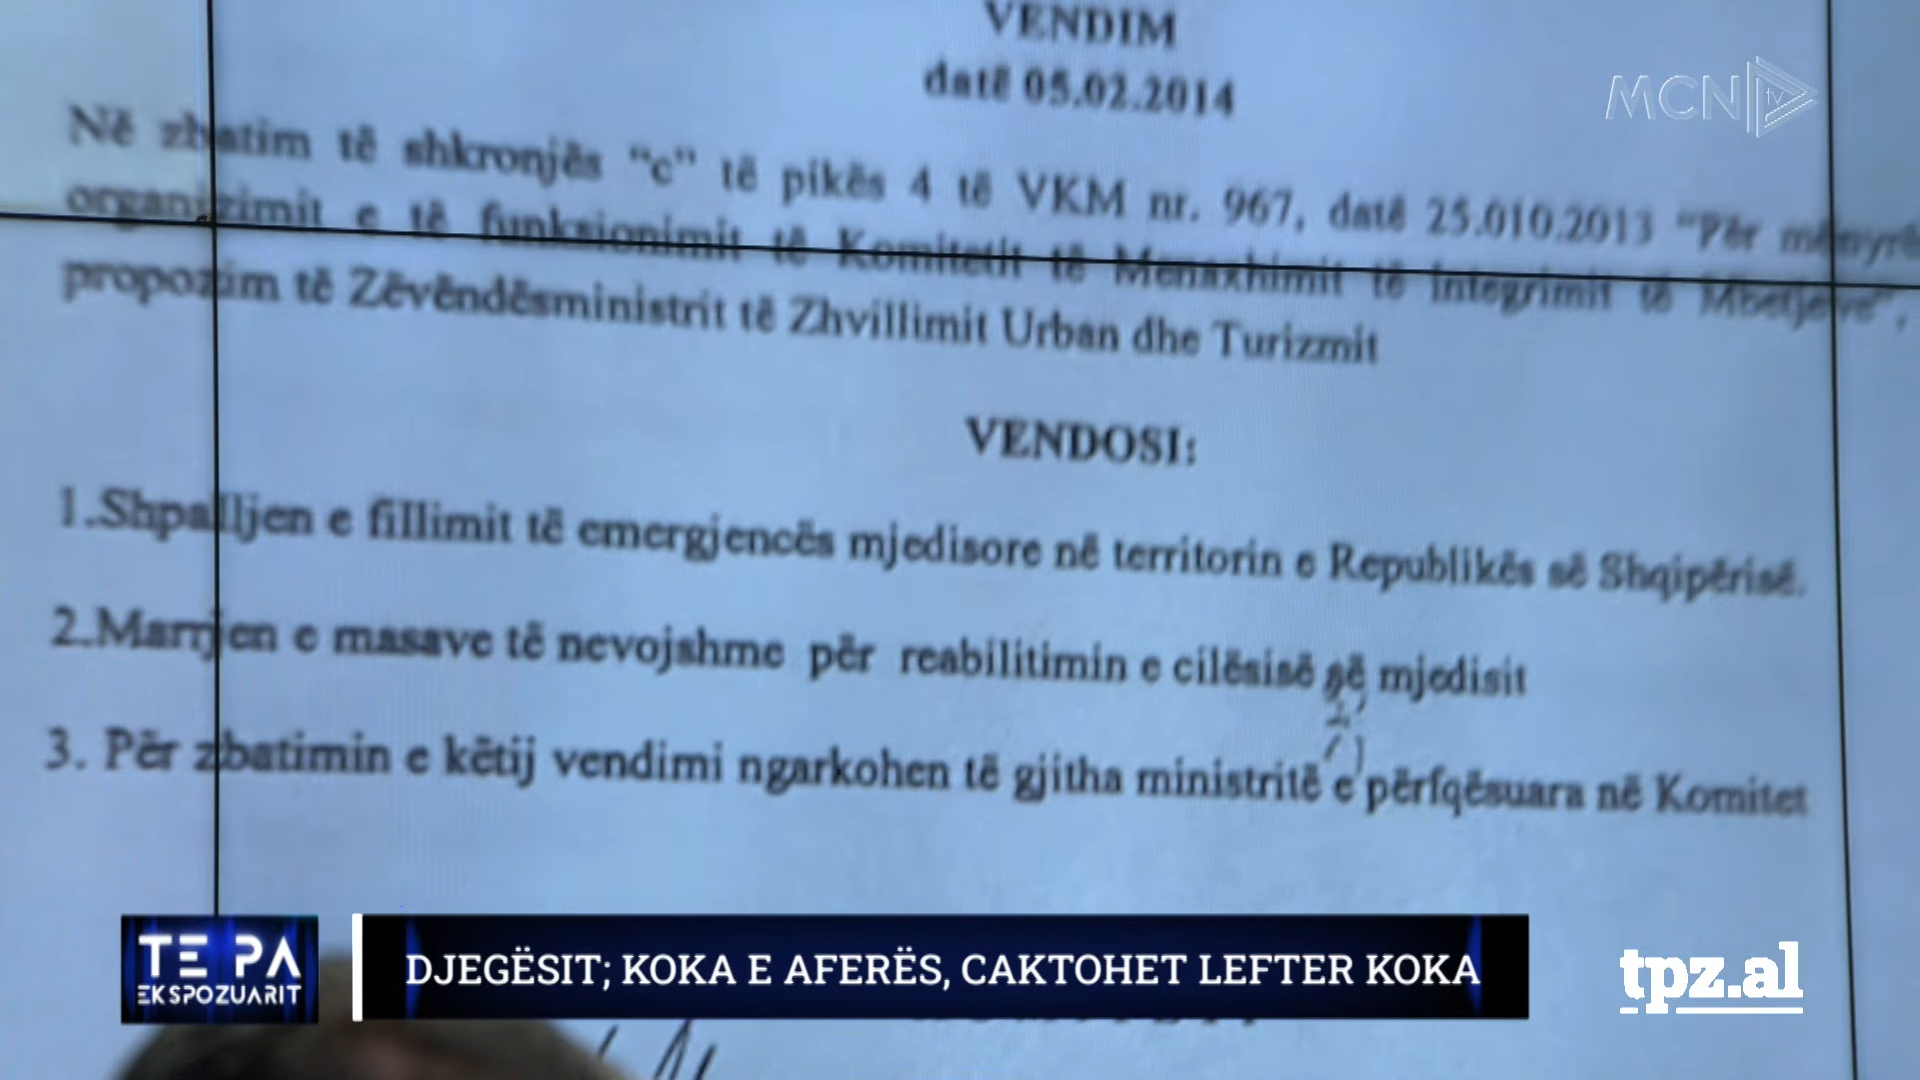 VENDIM
datë 05.02.2014
MCN tv
Në zbatim të shkronjës "c" të pikës 4 të VKM nr. 967, datë 25.010.2013 "Për mënyrë
organizimit e të funksionimit të Komitetit të Menaxhimit të integrimit të Mbetjeve",
propozim të Zëvëndësministrit të Zhvillimit Urban dhe Turizmit
VENDOSI:
1.Shpalljen e fillimit të emergjencës mjedisore në territorin e Republikës së Shqipërisë.
2.Marrjen e masave të nevojshme për reabilitimin e cilësisë së mjedisit
3. Për zbatimin e këtij vendimi ngarkohen të gjitha ministritë e përfqësuara në Komitet
TE PA
EKSPOZUARIT
DJEGËSIT; KOKA E AFERËS, CAKTOHET LEFTER KOKA
tpz.al